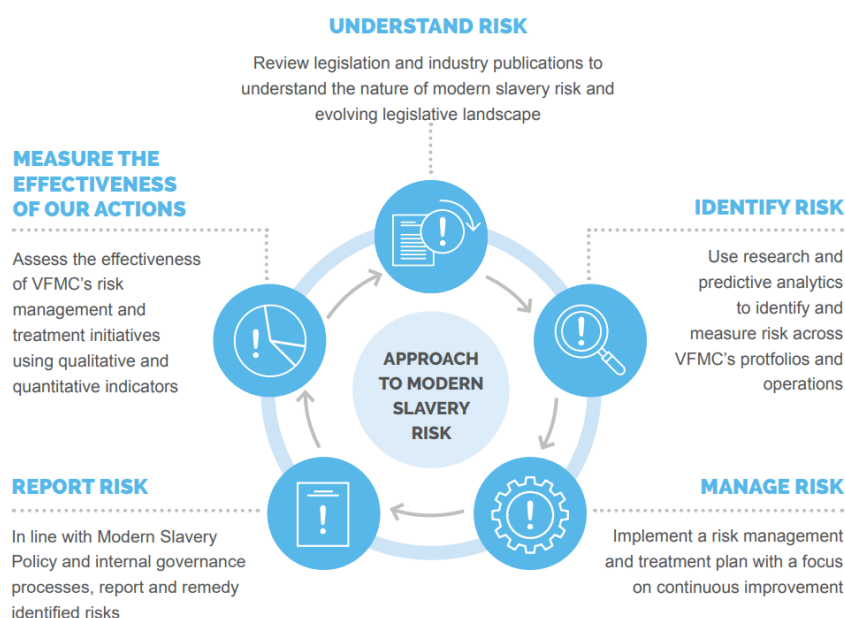 UNDERSTAND RISK
Review legislation and industry publications to
understand the nature of modern slavery risk and
evolving legislative landscape
IDENTIFY RISK
Use research and
predictive analytics
to identify and
measure risk across
VFMC's protfolios and
operations
MANAGE RISK
Implement a risk management
and treatment plan with a focus
on continuous improvement
REPORT RISK
In line with Modern Slavery
Policy and internal governance
processes, report and remedy
identified risks
MEASURE THE
EFFECTIVENESS
OF OUR ACTIONS
Assess the effectiveness
of VFMC's risk
management and
treatment initiatives
using qualitative and
quantitative indicators
APPROACH
TO MODERN
SLAVERY
RISK